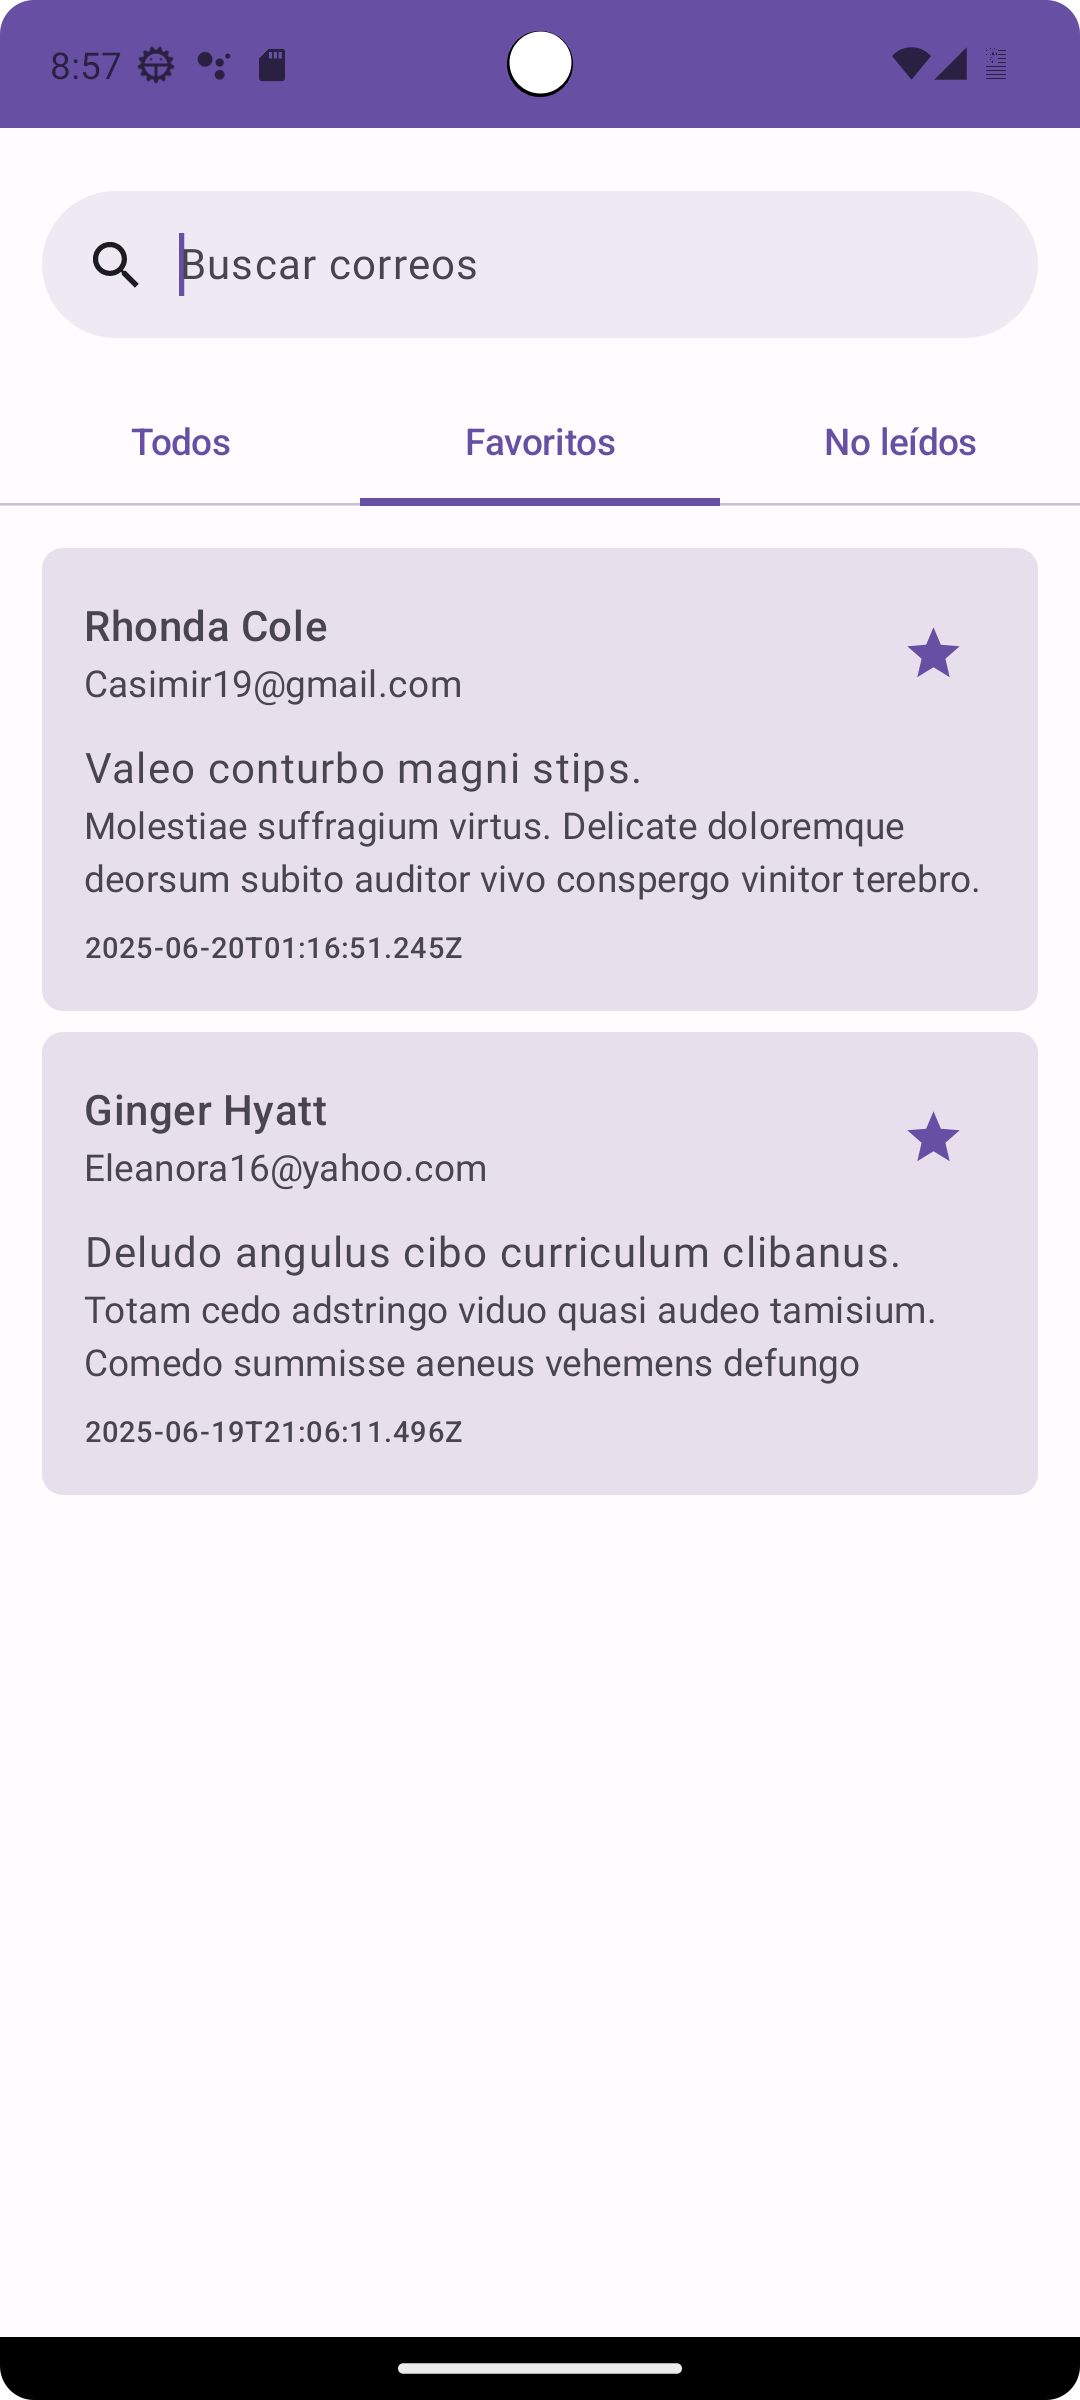 8:57
Buscar correos
Todos
Favoritos
No leídos
Rhonda Cole
Casimir19@gmail.com
Valeo conturbo magni stips.
Molestiae suffragium virtus. Delicate doloremque
deorsum subito auditor vivo conspergo vinitor terebro.
2025-06-20T01:16:51.245Z
Ginger Hyatt
Eleanora16@yahoo.com
Deludo angulus cibo curriculum clibanus.
Totam cedo adstringo viduo quasi audeo tamisium.
Comedo summisse aeneus vehemens defungo
2025-06-19T21:06:11.496Z